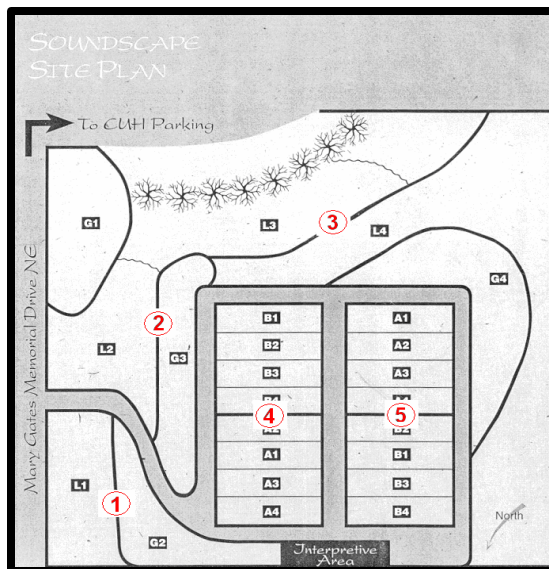 SOUNDSCAPE
SITE PLAN
To CUH Parking
Mary Gates Memorial Drive NE
G1
L3
3
L4
G4
2
L2
G3
B1
A1
B2
A2
B3
A3
4
5
A1
B1
A3
B3
A4
B4
L1
1
G2
North
Interpretive
Area